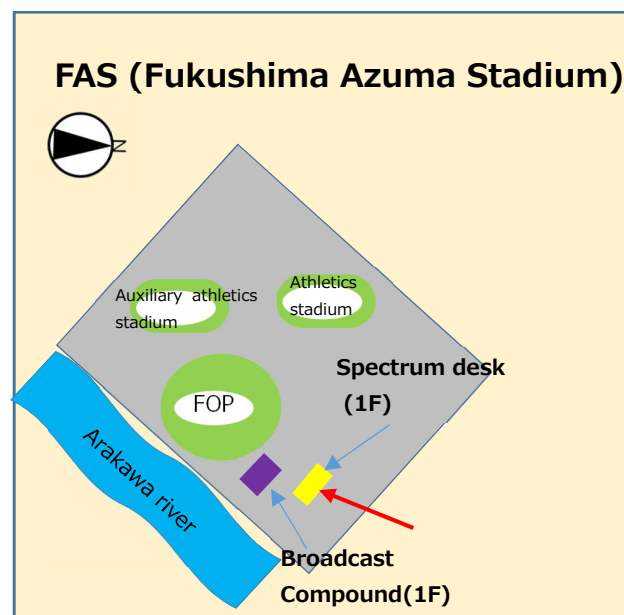 FAS (Fukushima Azuma Stadium)
N
Auxiliary athletics
stadium
Athletics
stadium
Spectrum desk
(1F)
FOP
Arakawa river
Broadcast
Compound(1F)